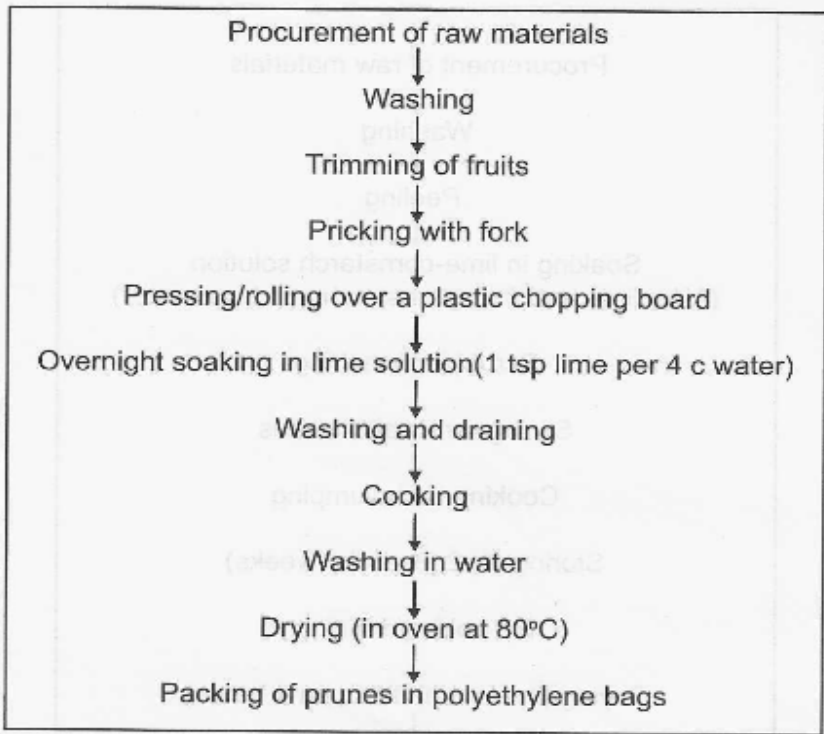 Procurement of raw materials
Washing
Trimming of fruits
Pricking with fork
Pressing/rolling over a plastic chopping board
Overnight soaking in lime solution(1 tsp lime per 4 c water)
Washing and draining
Cooking
Washing in water
Drying (in oven at 80ºC)
Packing of prunes in polyethylene bags